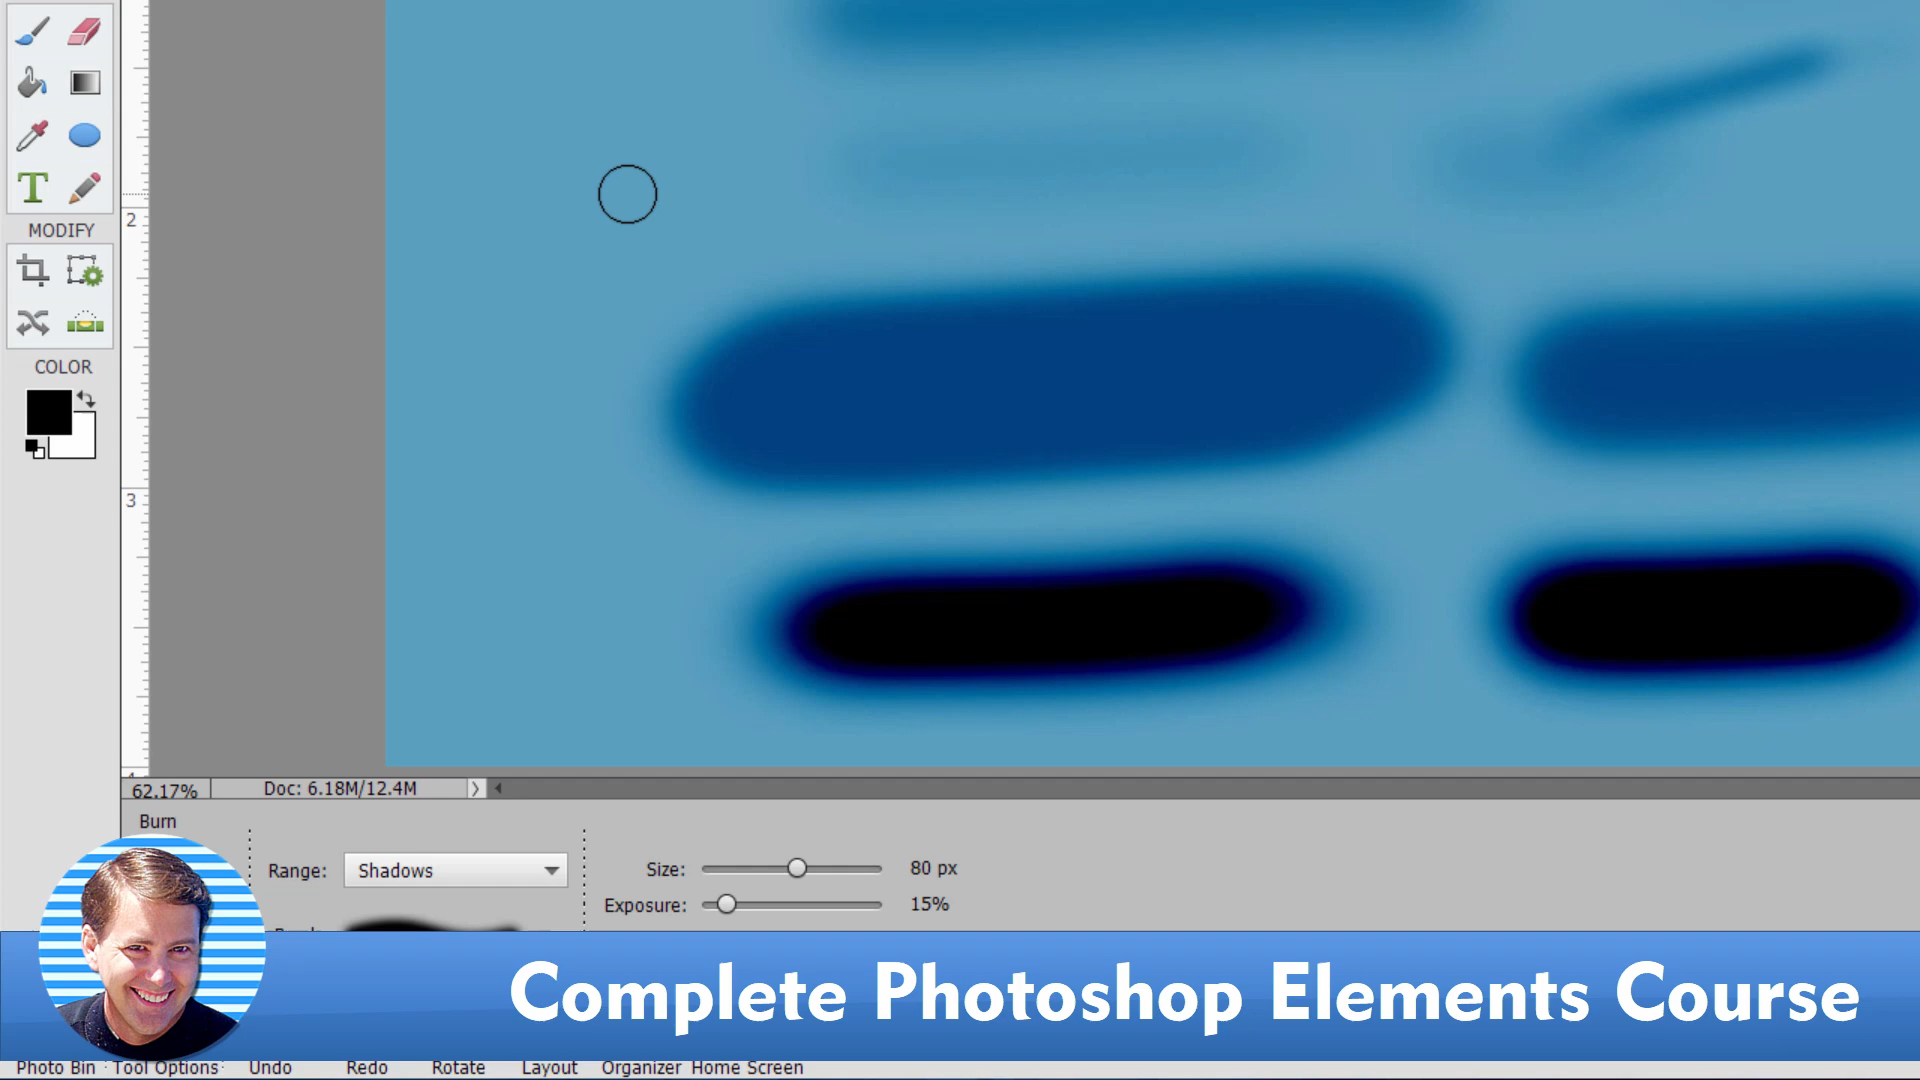 T
MODIFY
2
COLOR
3
62.17%
Doc: 6.18M/12.4M
Burn
Range:
Shadows
Size:
80 px
Exposure:
15%
Complete Photoshop Elements Course
Photo Bin
Tool Options
Undo
Redo
Rotate
Layout
Organizer
Home Screen